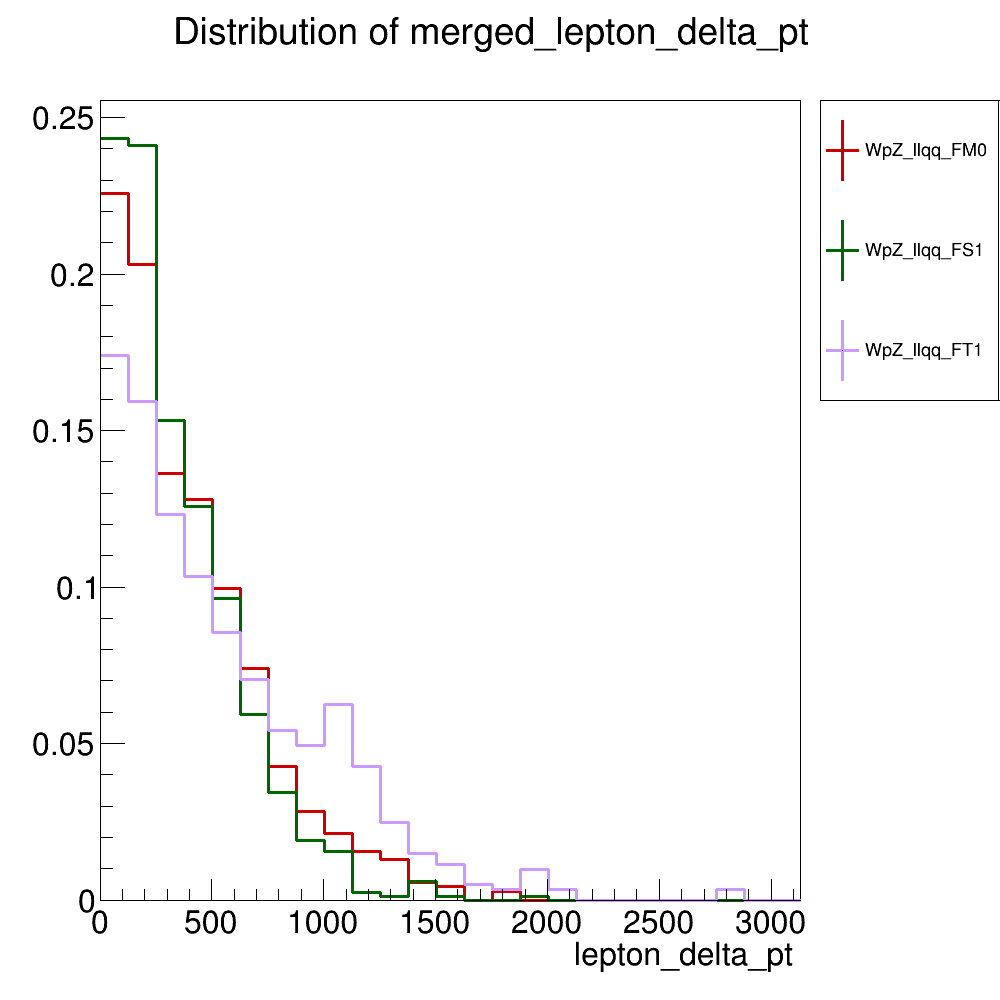 Distribution of merged_lepton_delta_pt
0.25
0.2
0.15
0.1
0.05
0
0 500 1000 1500 2000 2500 3000
lepton_delta_pt
WpZ_llqq_FM0
WpZ_llqq_FS1
WpZ_llqq_FT1